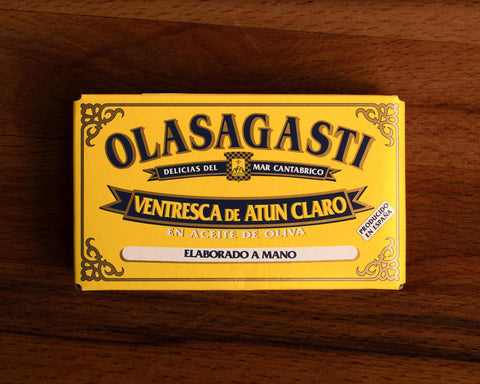 OLASAGASTI
DELICIAS DEL MAR CANTABRICO
VENTRESCA DE ATUN CLARO
EN ACEITE DE OLIVA
PRODUCIDO
EN ESPAÑA
ELABORADO A MANO